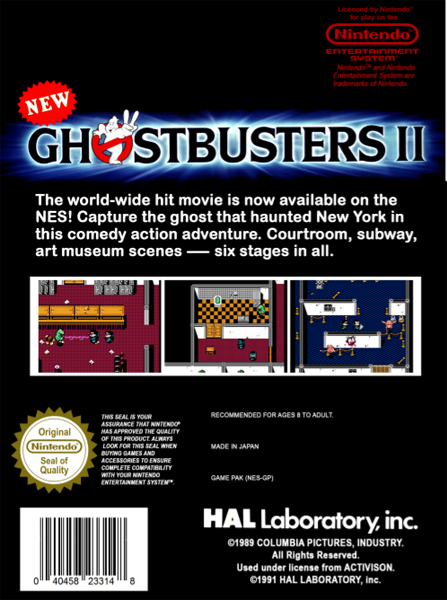 Licensed by Nintendo®
for play on the
Nintendo®
ENTERTAINMENT
SYSTEM™
Nintendo™ and Nintendo
Entertainment System are
trademarks of Nintendo.
NEW
GHOSTBUSTERS II
The world-wide hit movie is now available on the
NES! Capture the ghost that haunted New York in
this comedy action adventure. Courtroom, subway,
art museum scenes — six stages in all.
Original
Nintendo®
Seal of
Quality
THIS SEAL IS YOUR
ASSURANCE THAT NINTENDO®
HAS APPROVED THE QUALITY
OF THIS PRODUCT. ALWAYS
LOOK FOR THIS SEAL WHEN
BUYING GAMES AND
ACCESSORIES TO ENSURE
COMPLETE COMPATIBILITY
WITH YOUR NINTENDO
ENTERTAINMENT SYSTEM™.
RECOMMENDED FOR AGES 8 TO ADULT.
MADE IN JAPAN
GAME PAK (NES-GP)
HAL Laboratory, inc.
©1989 COLUMBIA PICTURES, INDUSTRY.
All Rights Reserved.
Used under license from ACTIVISON.
©1991 HAL LABORATORY, inc.
0 40458 23314 8